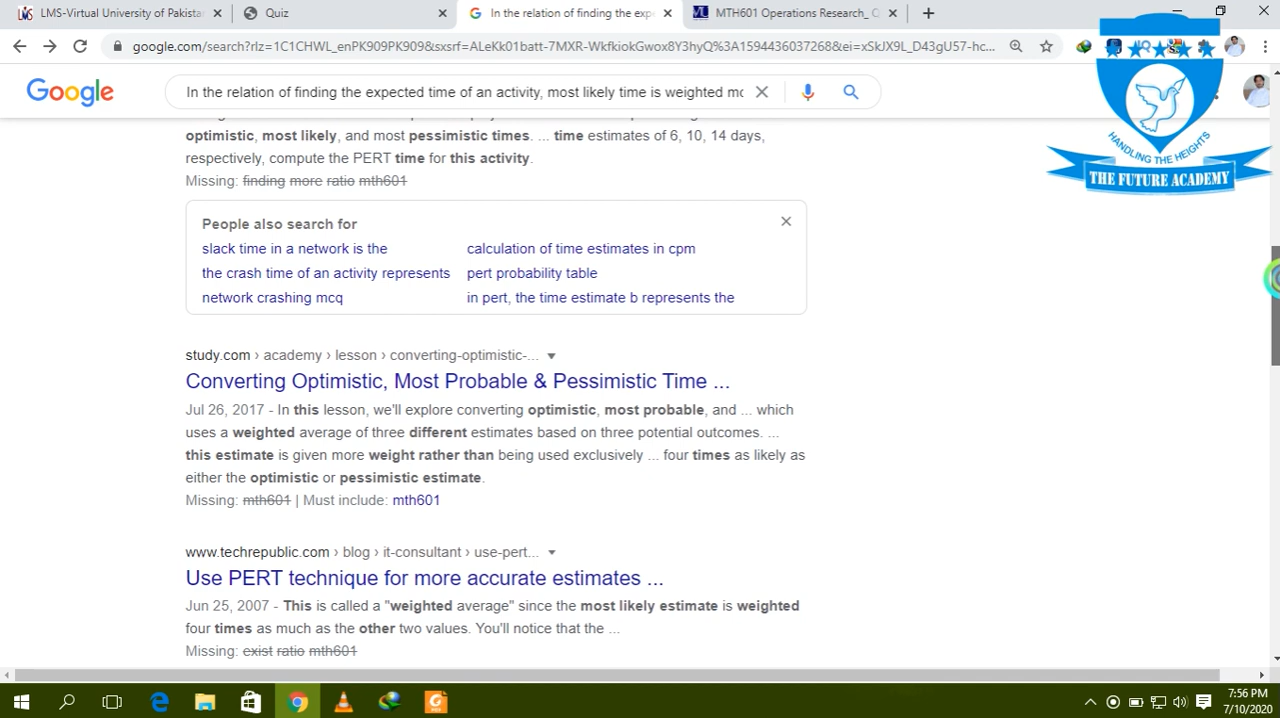 LMS-Virtual University of Pakistan
Quiz
In the relation of finding the expe
MTH601 Operations Research_ Q
google.com/search?rlz=1C1CHWL_enPK909PK909&
In the relation of finding the expected time of an activity, most likely time is weighted mo
Google
HANDLING THE HEIGHTS
THE FUTURE ACADEMY
optimistic, most likely, and most pessimistic times. ... time estimates of 6, 10, 14 days,
respectively, compute the PERT time for this activity.
Missing: finding more ratio mth601
People also search for
slack time in a network is the
calculation of time estimates in cpm
the crash time of an activity represents
pert probability table
network crashing mcq
in pert, the time estimate b represents the
study.com › academy › lesson › converting-optimistic-...
Converting Optimistic, Most Probable & Pessimistic Time ...
Jul 26, 2017 - In this lesson, we'll explore converting optimistic, most probable, and ... which
uses a weighted average of three different estimates based on three potential outcomes. ...
this estimate is given more weight rather than being used exclusively ... four times as likely as
either the optimistic or pessimistic estimate.
Missing: mth601 | Must include: mth601
www.techrepublic.com › blog › it-consultant › use-pert...
Use PERT technique for more accurate estimates ...
Jun 25, 2007 - This is called a "weighted average" since the most likely estimate is weighted
four times as much as the other two values. You'll notice that the ...
Missing: exist ratio mth601
7:56 PM
7/10/2020